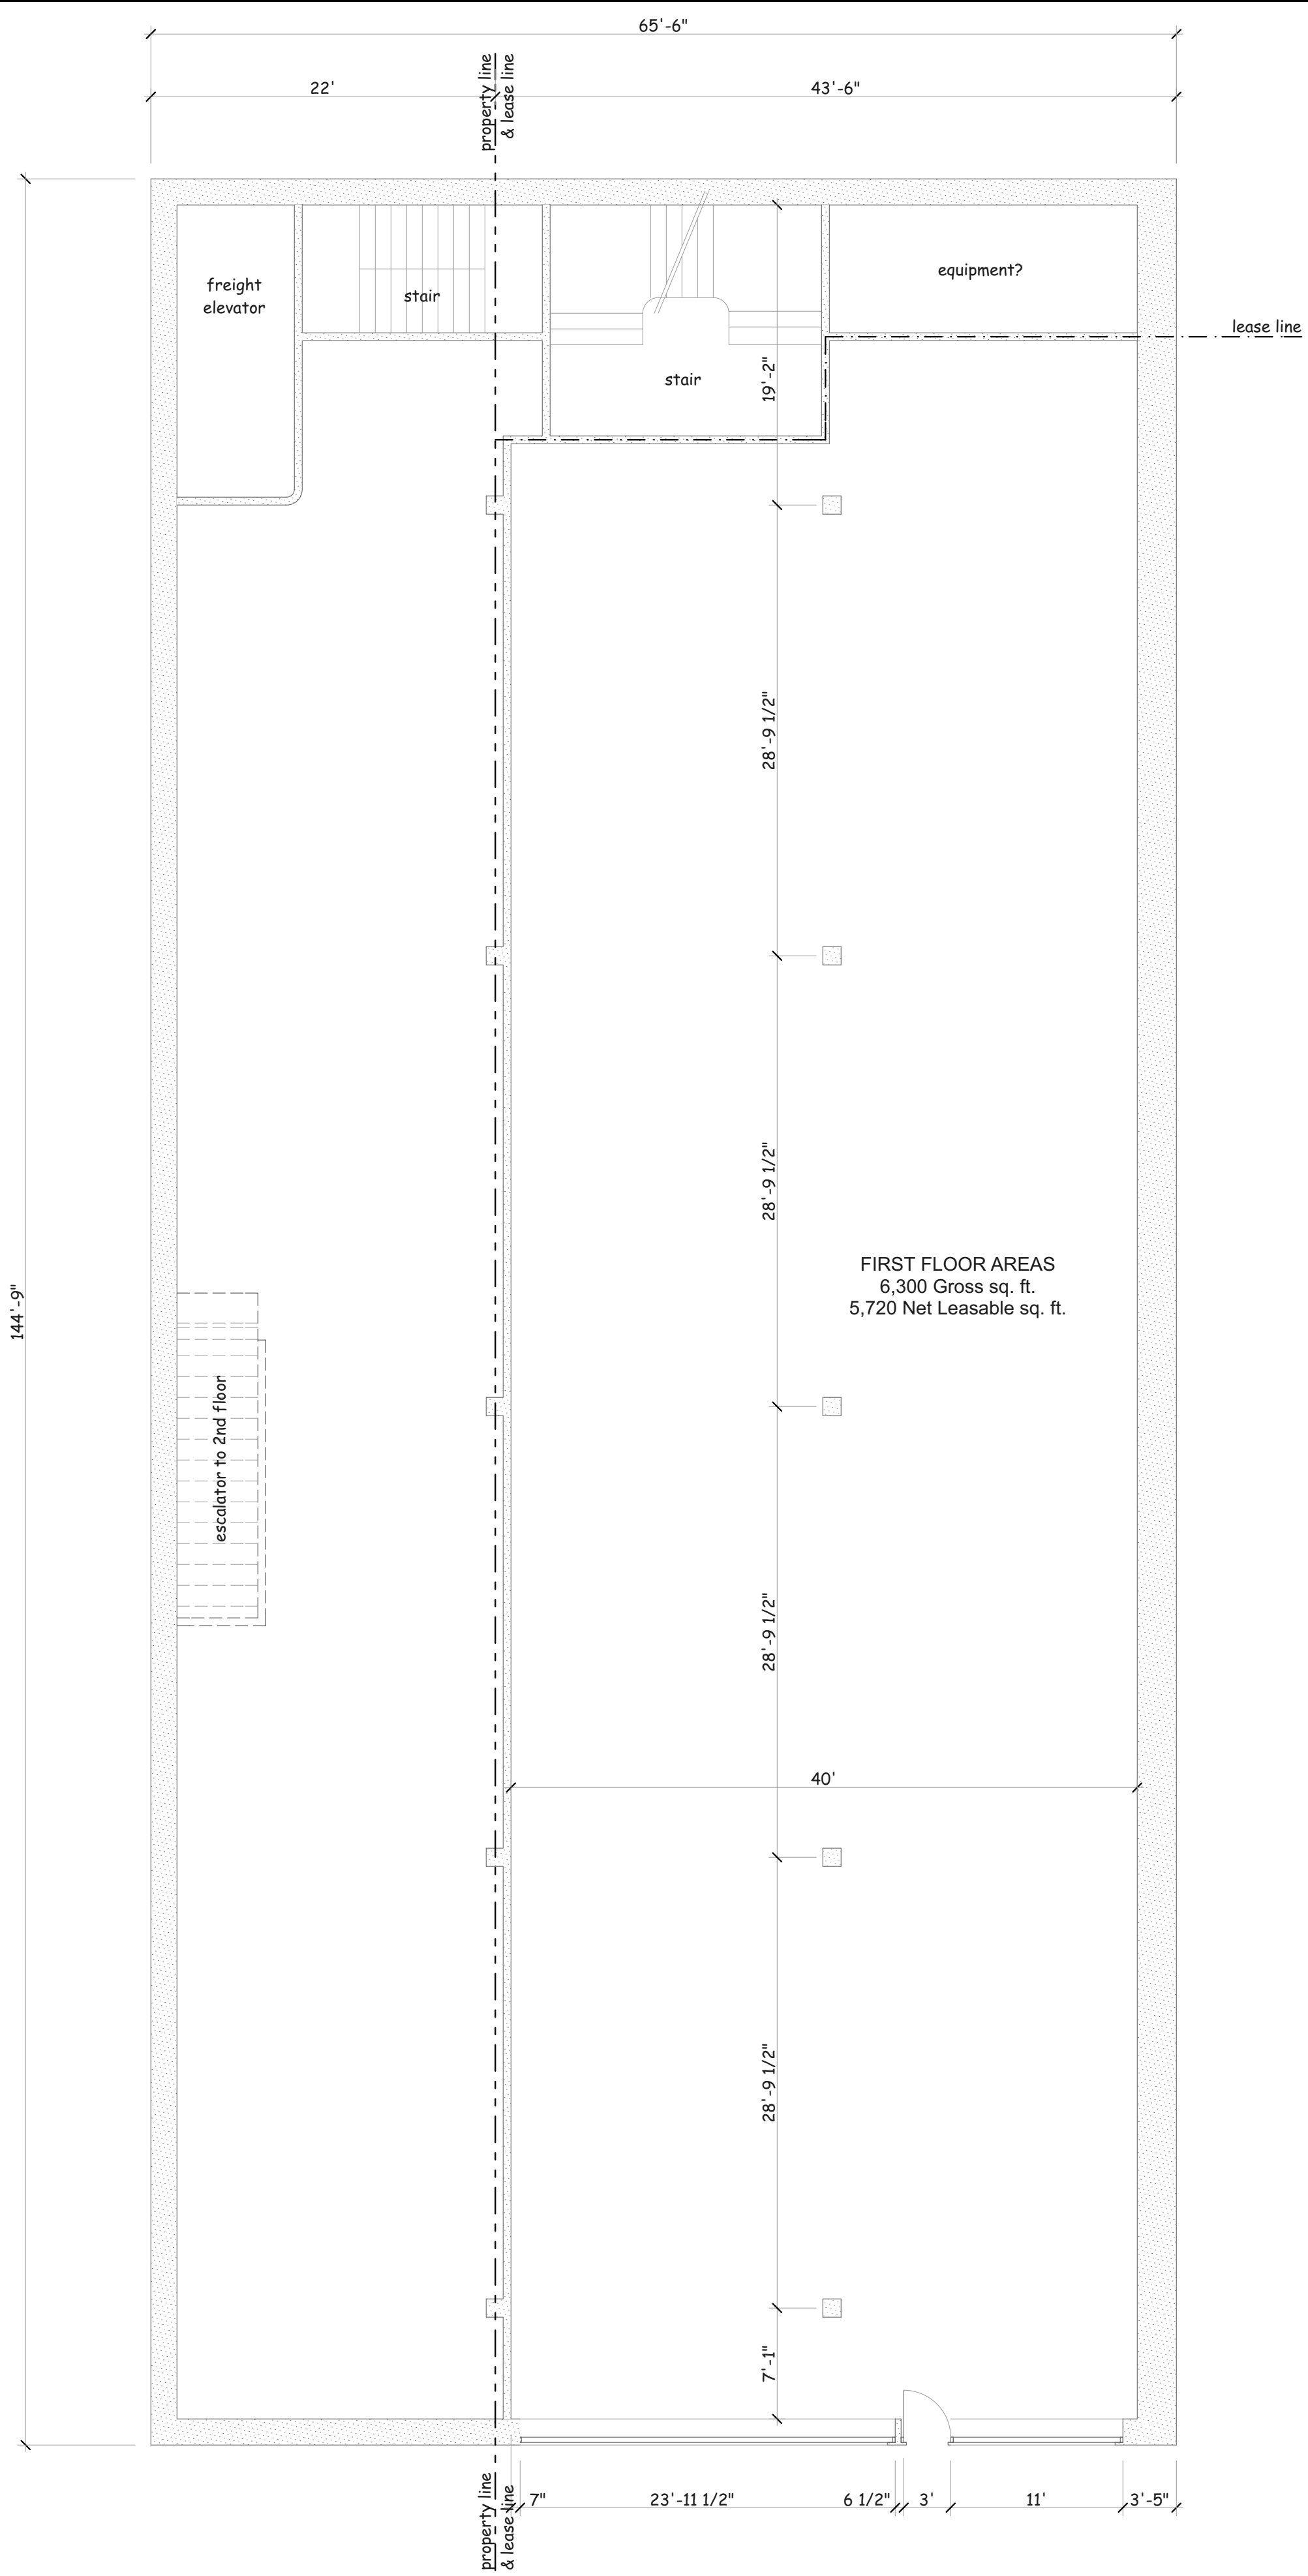 65'-6"
22'
property line
& lease line
43'-6"
freight
elevator
stair
equipment?
lease line
stair
19'-2"
28'-9 1/2"
28'-9 1/2"
FIRST FLOOR AREAS
6,300 Gross sq. ft.
5,720 Net Leasable sq. ft.
144'-9"
escalator to 2nd floor
28'-9 1/2"
40'
28'-9 1/2"
7'-1"
property line
& lease line
7"
23'-11 1/2"
6 1/2"
3'
11'
3'-5"